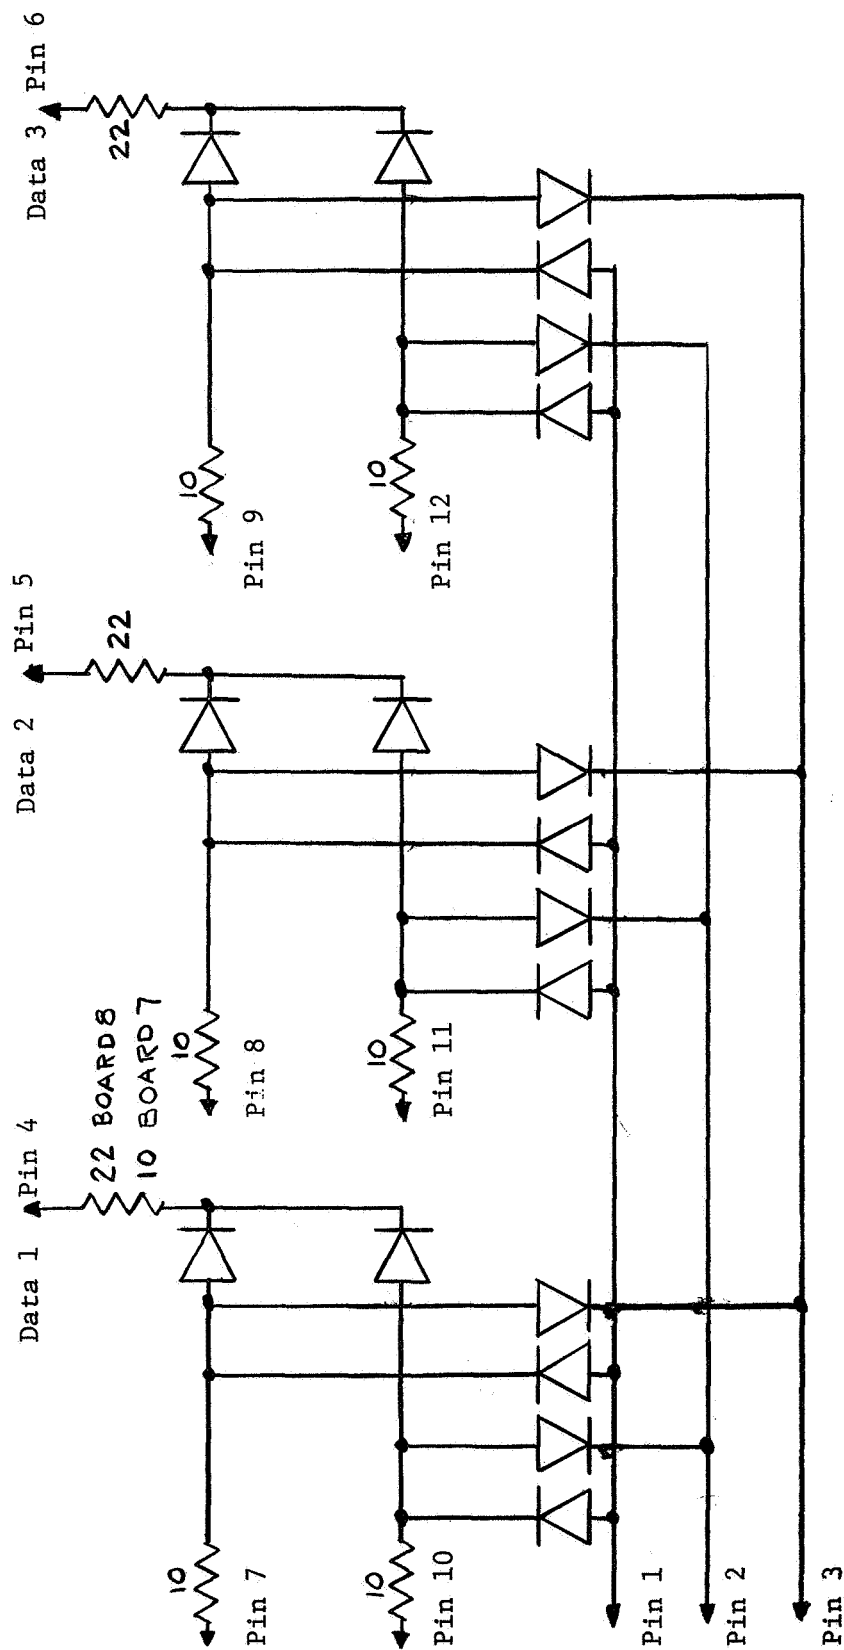 Data 1 Pin 4
22 BOARD 8
10 BOARD 7
10
Pin 7
10
Pin 10
Data 2 Pin 5
22
10
Pin 8
10
Pin 11
Data 3 Pin 6
22
10
Pin 9
10
Pin 12
Pin 1
Pin 2
Pin 3